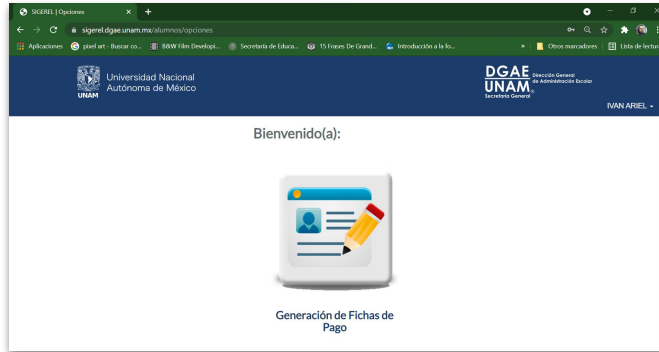 SIGEREL | Opciones
sigerel.dgae.unam.mx/alumnos/opciones
Aplicaciones pixel art - Buscar co... B&W Film Developi... Secretaría de Educa... 15 Frases De Grand... Introducción a la fo... » Otros marcadores Lista de lectur
UNAM
Universidad Nacional
Autónoma de México
DGAE Dirección General
UNAM de Administración Escolar
Secretaría General
IVAN ARIEL
Bienvenido(a):
Generación de Fichas de
Pago